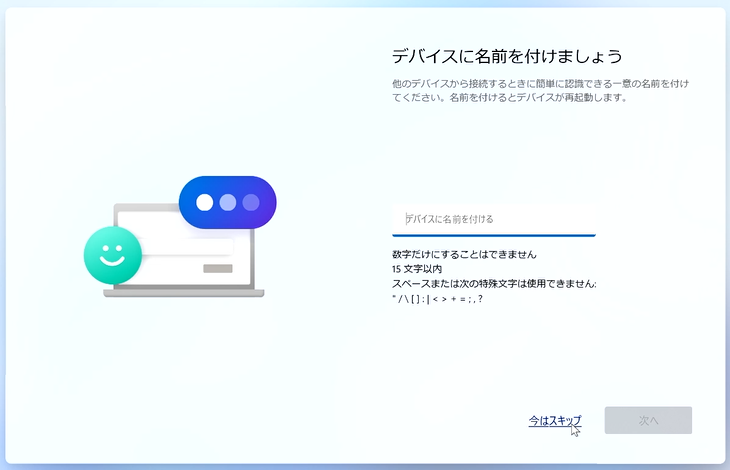 デバイスに名前を付けましょう
他のデバイスから接続するときに簡単に認識できる一意の名前を付け
てください。名前を付けるとデバイスが再起動します。
デバイスに名前を付ける
数字だけにすることはできません
15 文字以内
スペースまたは次の特殊文字は使用できません:
" / \ [ ] : | < > + = ; , ?
今はスキップ
次へ